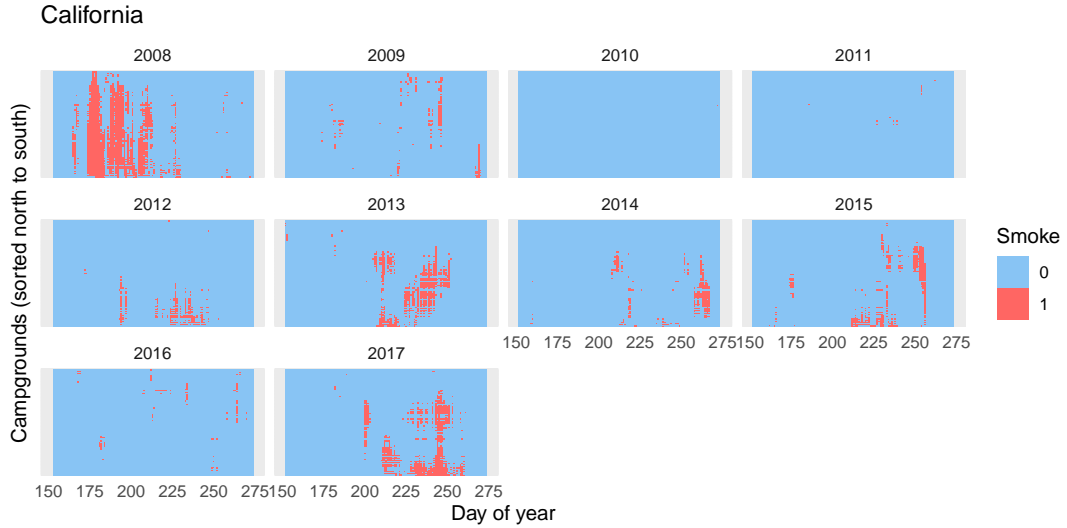 California
2008 2009 2010 2011
2012 2013 2014 2015
150 175 200 225 250 275 150 175 200 225 250 275
2016 2017
150 175 200 225 250 275 150 175 200 225 250 275
Day of year
Campgrounds (sorted north to south)
Smoke
0
1